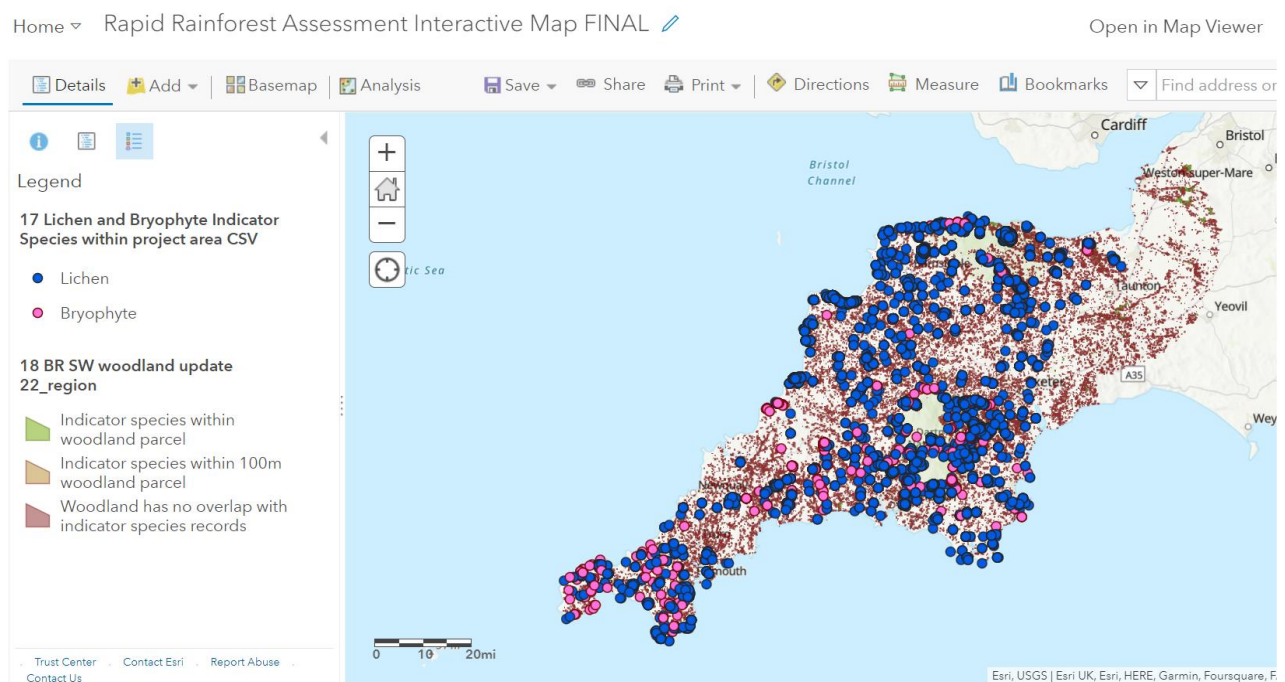 Home
Rapid Rainforest Assessment Interactive Map FINAL
Open in Map Viewer
Details
Add
Basemap
Analysis
Save
Share
Print
Directions
Measure
Bookmarks
Find address or
Legend
17 Lichen and Bryophyte Indicator
Species within project area CSV
Lichen
Bryophyte
18 BR SW woodland update
22_region
Indicator species within
woodland parcel
Indicator species within 100m
woodland parcel
Woodland has no overlap with
indicator species records
Trust Center
Contact Esri
Report Abuse
Contact Us
+
−
tic Sea
Bristol
Channel
Cardiff
Bristol
Weston-super-Mare
Taunton
Yeovil
A35
Wey
0 10 20mi
Esri, USGS | Esri UK, Esri, HERE, Garmin, Foursquare, F